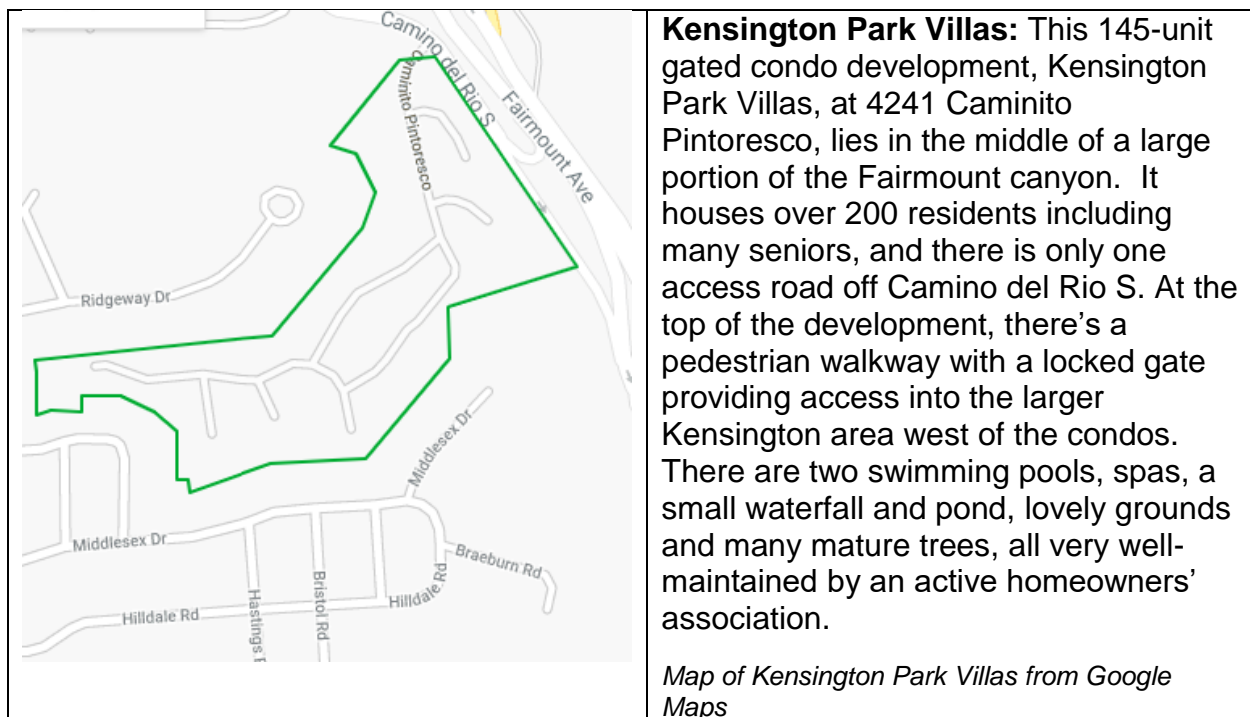 Camino del Rio S
Caminito Pintoresco
Fairmount Ave
Ridgeway Dr
Middlesex Dr
Middlesex Dr
Braeburn Rd
Hilldale Rd
Hilldale Rd
Bristol Rd
Hastings
Kensington Park Villas: This 145-unit
gated condo development, Kensington
Park Villas, at 4241 Caminito
Pintoresco, lies in the middle of a large
portion of the Fairmount canyon.  It
houses over 200 residents including
many seniors, and there is only one
access road off Camino del Rio S. At the
top of the development, there's a
pedestrian walkway with a locked gate
providing access into the larger
Kensington area west of the condos.
There are two swimming pools, spas, a
small waterfall and pond, lovely grounds
and many mature trees, all very well-
maintained by an active homeowners'
association.
Map of Kensington Park Villas from Google
Maps